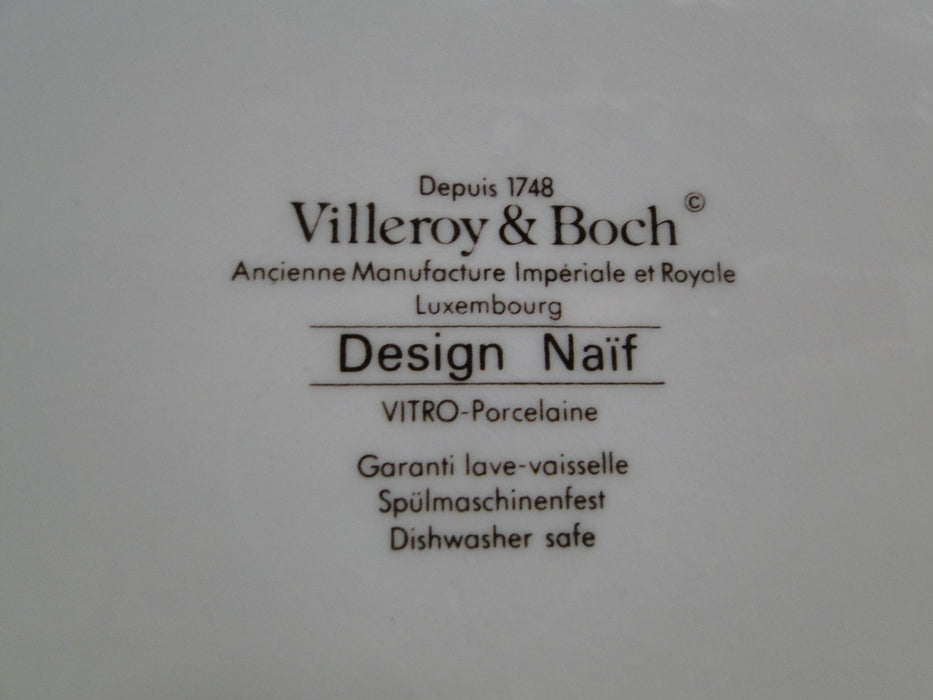 Depuis 1748
Villeroy & Boch ©
Ancienne Manufacture Impériale et Royale
Luxembourg
Design Naïf
VITRO-Porcelaine
Garanti lave-vaisselle
Spülmaschinenfest
Dishwasher safe